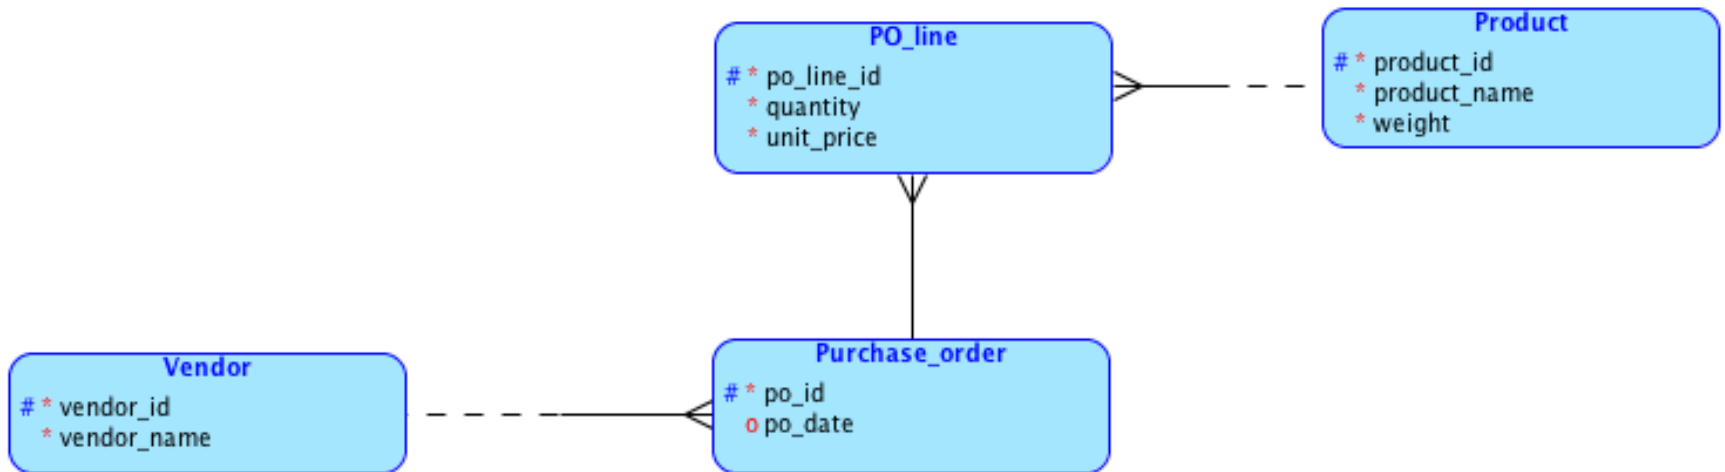 PO_line
# * po_line_id
* quantity
* unit_price
Product
# * product_id
* product_name
* weight
Vendor
# * vendor_id
* vendor_name
Purchase_order
# * po_id
o po_date